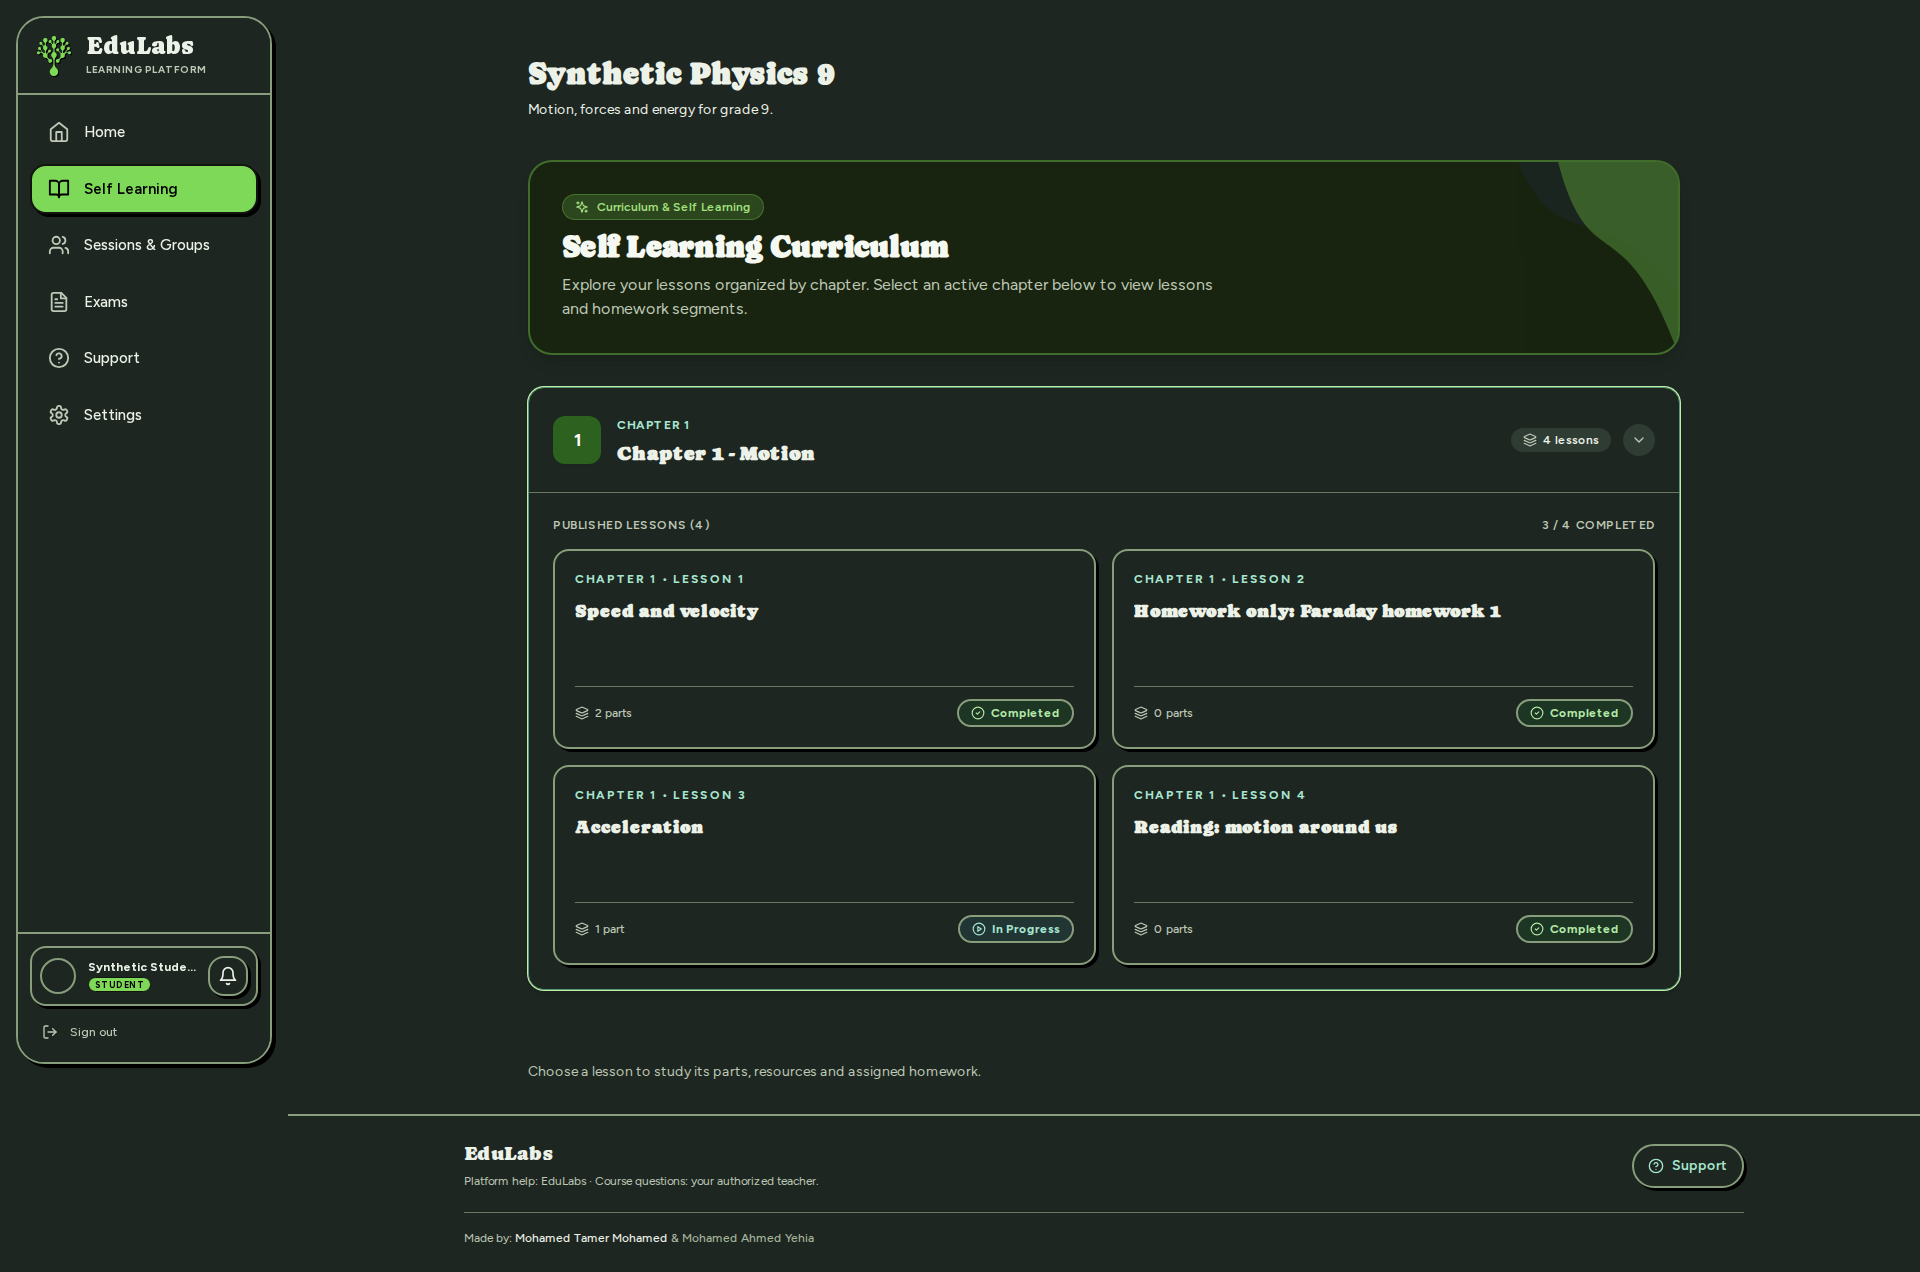 EduLabs
LEARNING PLATFORM
Home
Self Learning
Sessions & Groups
Exams
Support
Settings
Synthetic Stude...
STUDENT
Sign out
Synthetic Physics 9
Motion, forces and energy for grade 9.
Curriculum & Self Learning
Self Learning Curriculum
Explore your lessons organized by chapter. Select an active chapter below to view lessons
and homework segments.
1
CHAPTER 1
Chapter 1 - Motion
4 lessons
PUBLISHED LESSONS (4)
3 / 4 COMPLETED
CHAPTER 1 • LESSON 1
Speed and velocity
2 parts
Completed
CHAPTER 1 • LESSON 2
Homework only: Faraday homework 1
0 parts
Completed
CHAPTER 1 • LESSON 3
Acceleration
1 part
In Progress
CHAPTER 1 • LESSON 4
Reading: motion around us
0 parts
Completed
Choose a lesson to study its parts, resources and assigned homework.
EduLabs
Platform help: EduLabs · Course questions: your authorized teacher.
Support
Made by: Mohamed Tamer Mohamed & Mohamed Ahmed Yehia